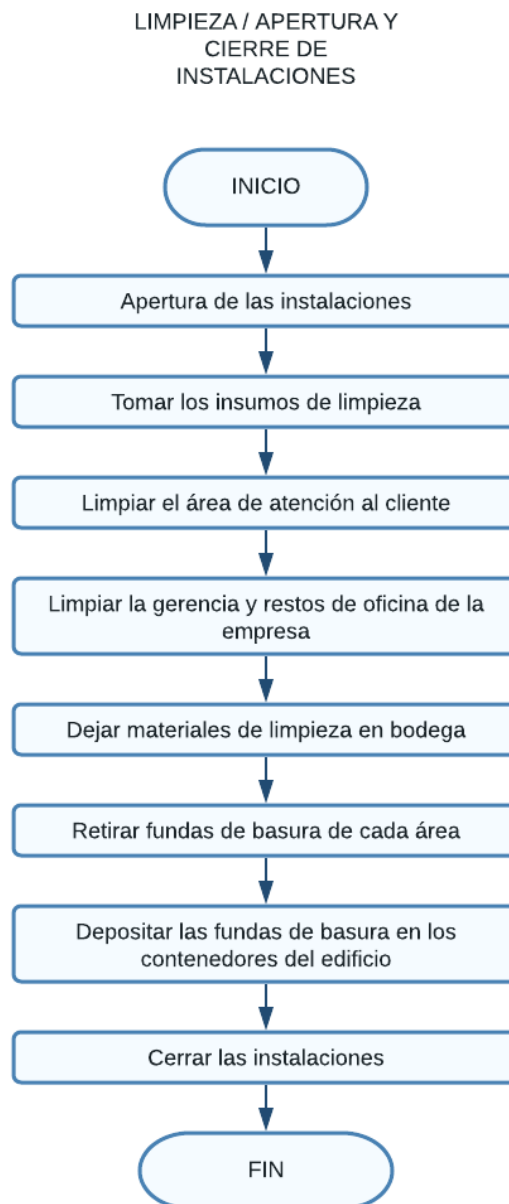 LIMPIEZA / APERTURA Y
CIERRE DE
INSTALACIONES
INICIO
Apertura de las instalaciones
Tomar los insumos de limpieza
Limpiar el área de atención al cliente
Limpiar la gerencia y restos de oficina de la
empresa
Dejar materiales de limpieza en bodega
Retirar fundas de basura de cada área
Depositar las fundas de basura en los
contenedores del edificio
Cerrar las instalaciones
FIN